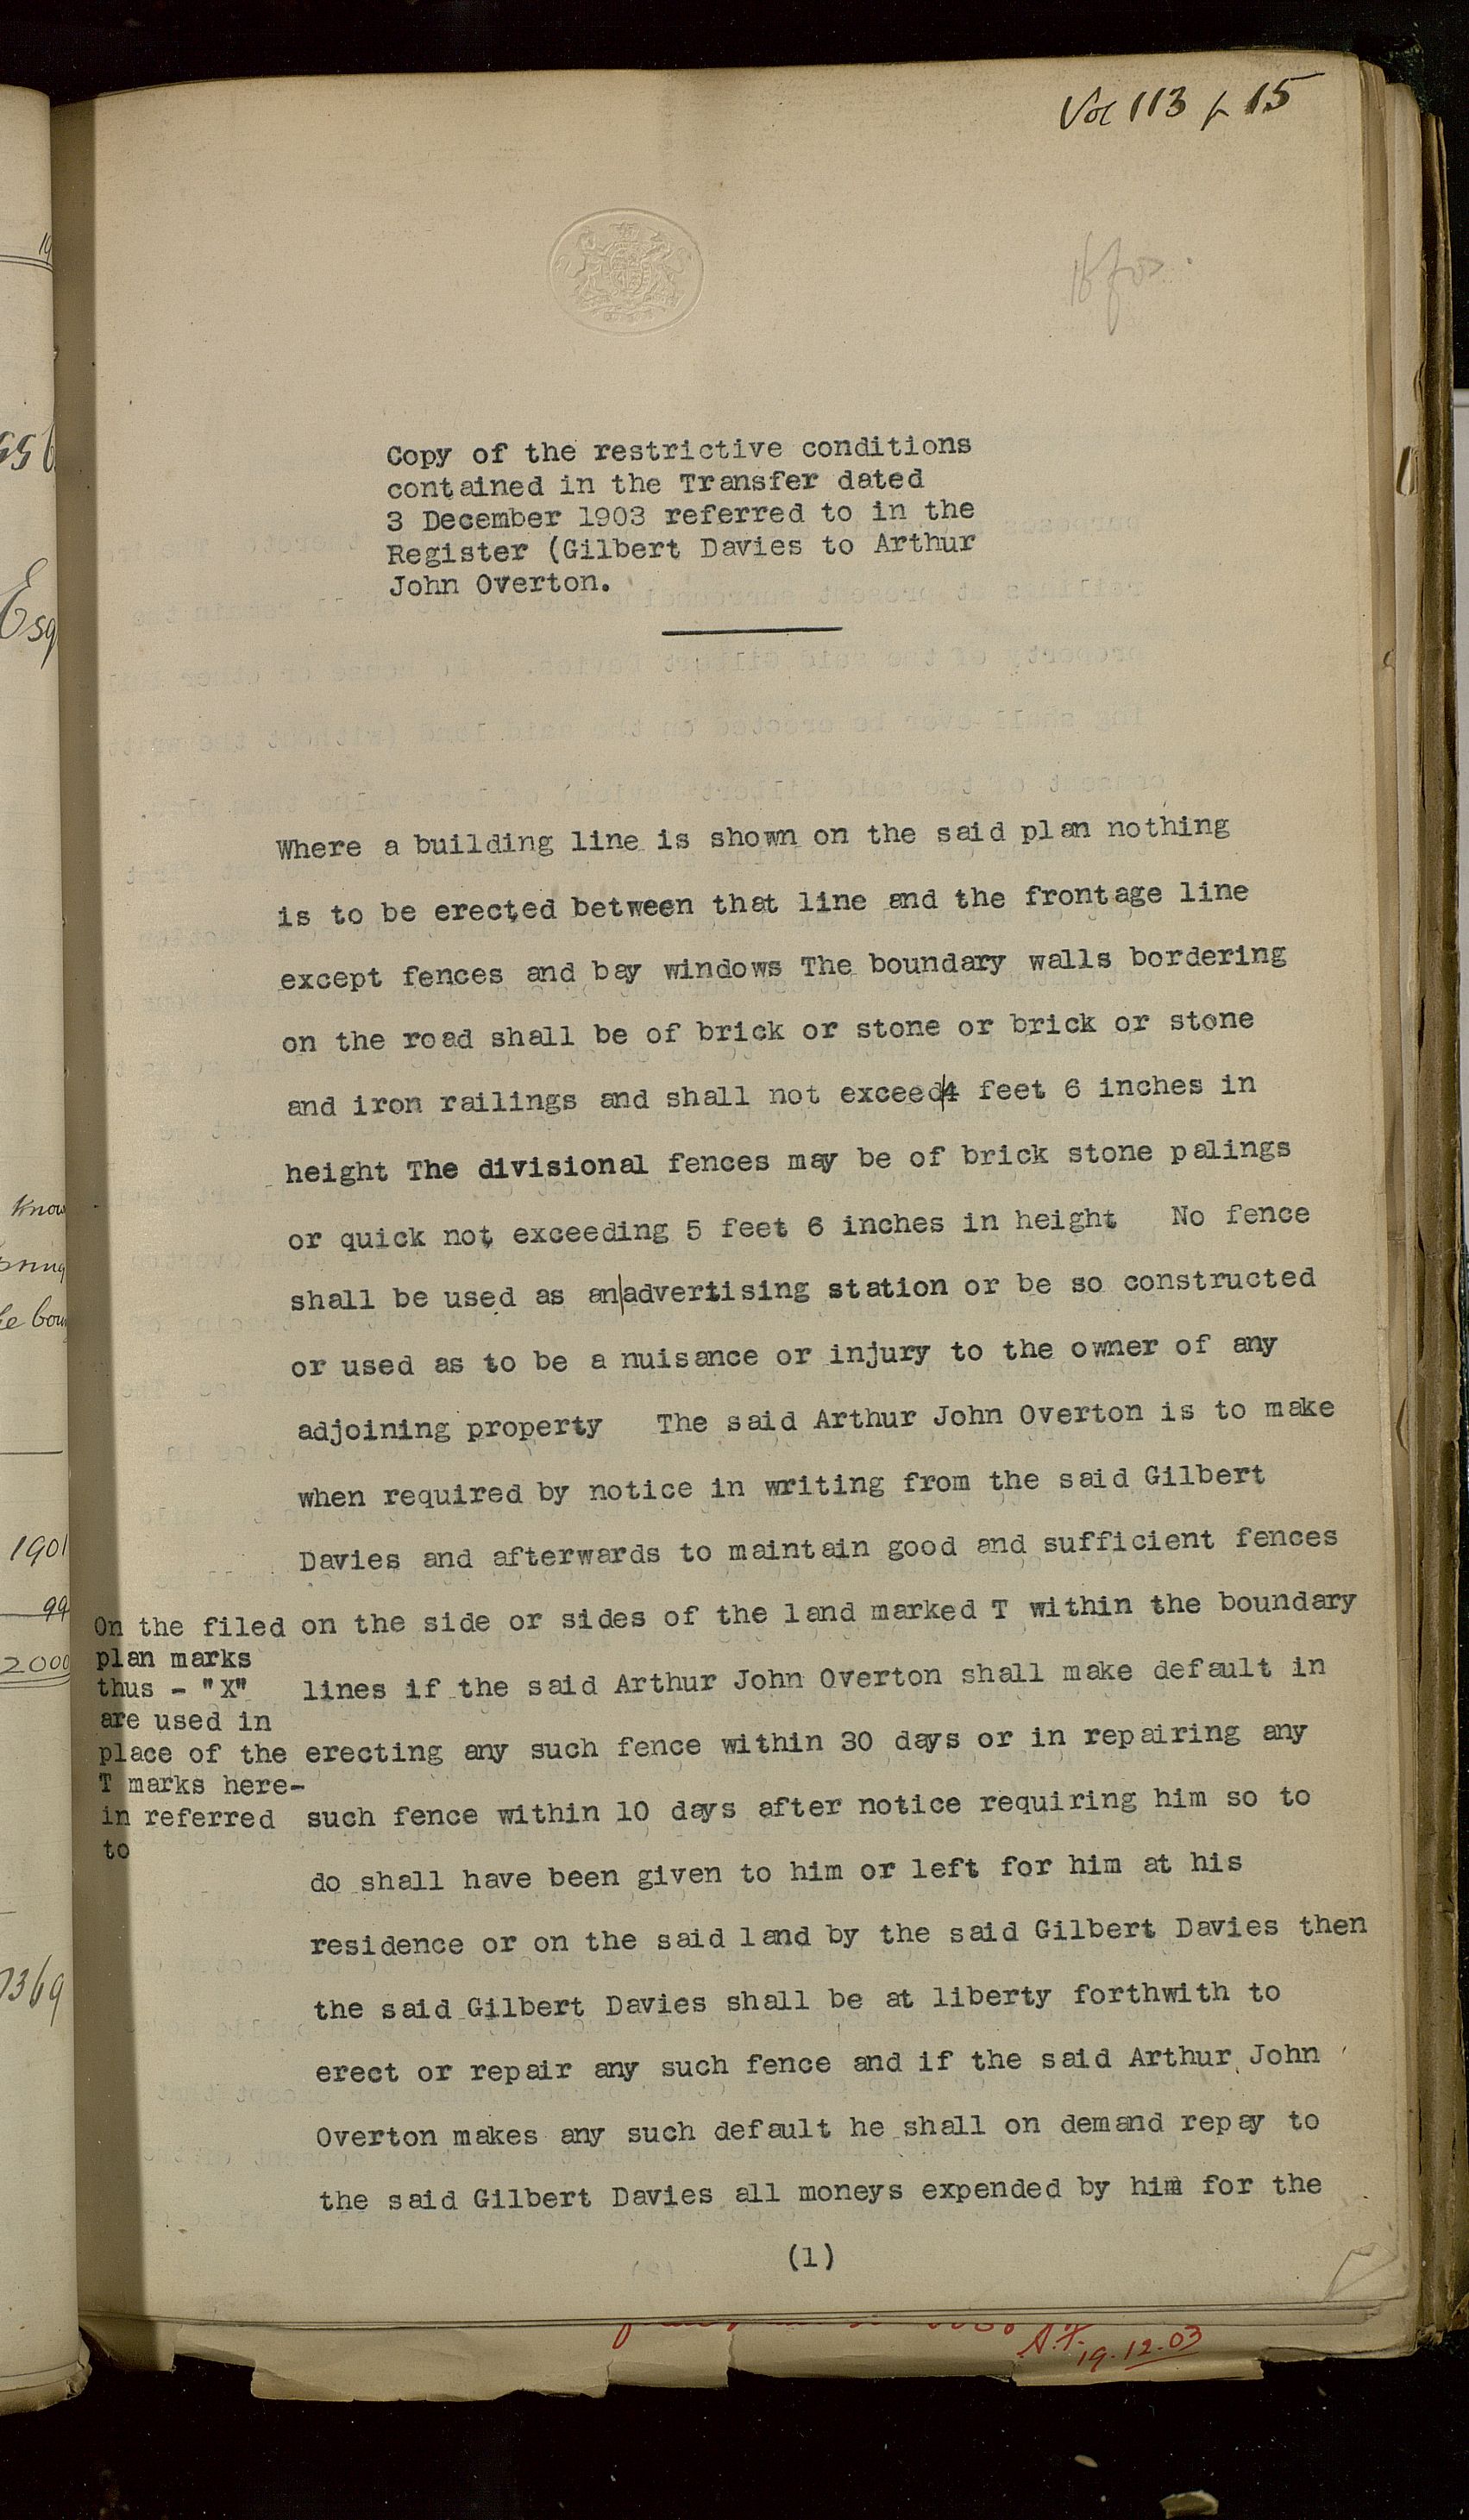 Vol 113 f 15
Copy of the restrictive conditions
contained in the Transfer dated
3 December 1903 referred to in the
Register (Gilbert Davies to Arthur
John Overton.
Where a building line is shown on the said plan nothing
is to be erected between that line and the frontage line
except fences and bay windows The boundary walls bordering
on the road shall be of brick or stone or brick or stone
and iron railings and shall not exceed 4 feet 6 inches in
height The divisional fences may be of brick stone palings
or quick not exceeding 5 feet 6 inches in height No fence
shall be used as an advertising station or be so constructed
or used as to be a nuisance or injury to the owner of any
adjoining property The said Arthur John Overton is to make
when required by notice in writing from the said Gilbert
Davies and afterwards to maintain good and sufficient fences
on the side or sides of the land marked T within the boundary
lines if the said Arthur John Overton shall make default in
erecting any such fence within 30 days or in repairing any
such fence within 10 days after notice requiring him so to
do shall have been given to him or left for him at his
residence or on the said land by the said Gilbert Davies then
the said Gilbert Davies shall be at liberty forthwith to
erect or repair any such fence and if the said Arthur John
Overton makes any such default he shall on demand repay to
the said Gilbert Davies all moneys expended by him for the
(1)
On the filed
plan marks
thus - "X"
are used in
place of the
T marks here-
in referred
to
19.12.03
Esq
know
1901
99
2000